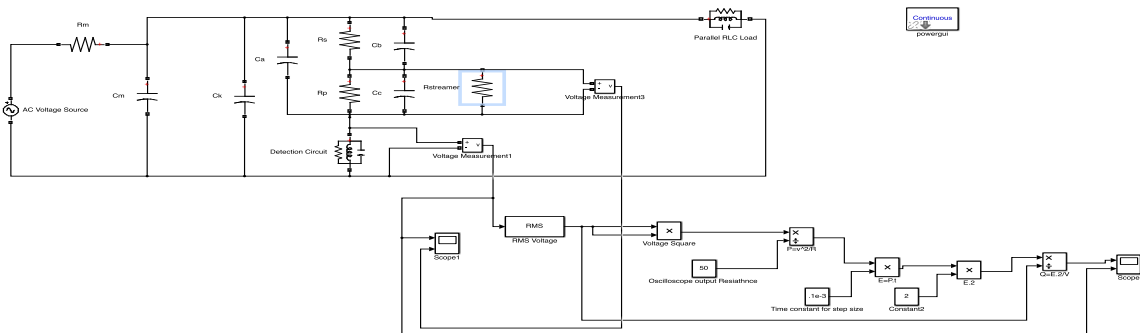 Continuous
powergui
Rm
Parallel RLC Load
Rs
Cb
Ca
Rp
Cc
Rstreamer
+
-
v
Voltage Measurement3
Cm
Ck
AC Voltage Source
Detection Circuit
+
-
v
Voltage Measurement1
RMS
RMS Voltage
Scope1
×
Voltage Square
×
÷
P=v^2/R
50
Oscilloscope output Resiathnce
×
E=P.t
×
E.2
×
÷
Q=E.2/V
Scope
.1e-3
Time constant for step size
2
Constant2